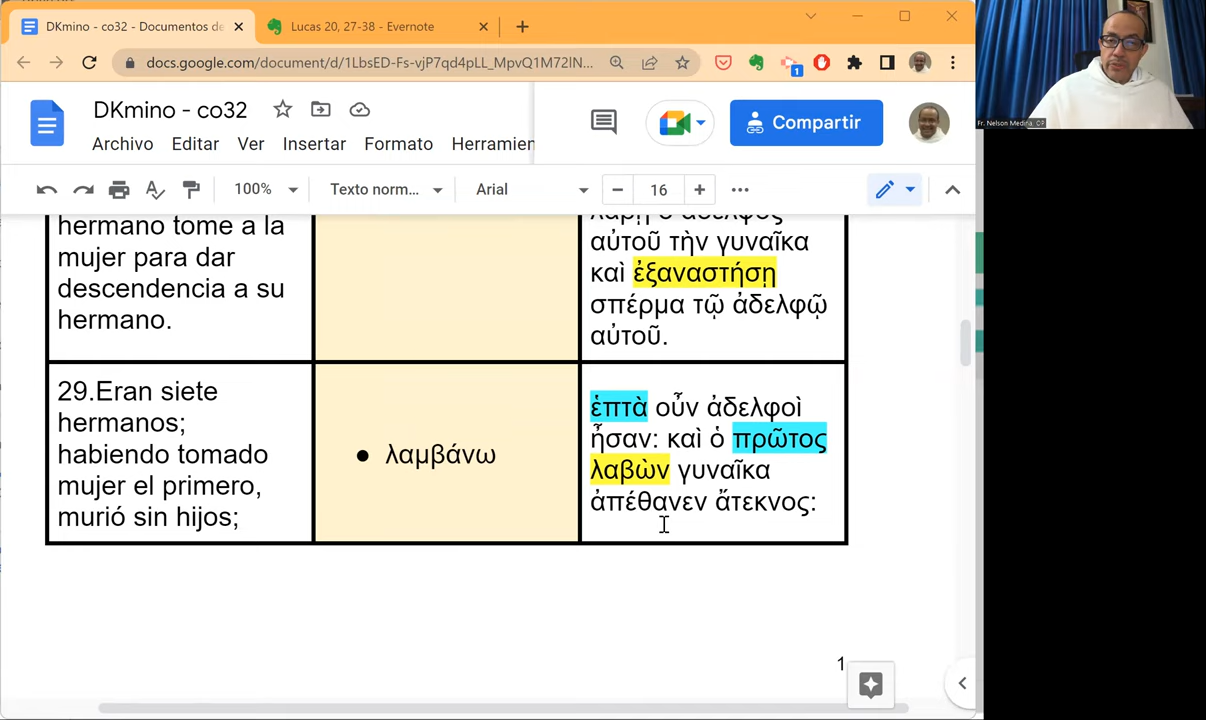 DKmino - co32 - Documentos de
Lucas 20, 27-38 - Evernote
docs.google.com/document/d/1LbsED-Fs-vjP7qd4pLL_MpvQ1M72lN...
1
Fr. Nelson Medina, OP
DKmino - co32
Compartir
Archivo Editar Ver Insertar Formato Herramien
100% Texto norm... Arial 16
hermano tome a la
mujer para dar
descendencia a su
hermano.
λάβῃ ὁ ἀδελφὸς
αὐτοῦ τὴν γυναῖκα
καὶ ἐξαναστήσῃ
σπέρμα τῷ ἀδελφῷ
αὐτοῦ.
29.Eran siete
hermanos;
habiendo tomado
mujer el primero,
murió sin hijos;
● λαμβάνω
ἑπτὰ οὖν ἀδελφοὶ
ἦσαν: καὶ ὁ πρῶτος
λαβὼν γυναῖκα
ἀπέθανεν ἄτεκνος:
1